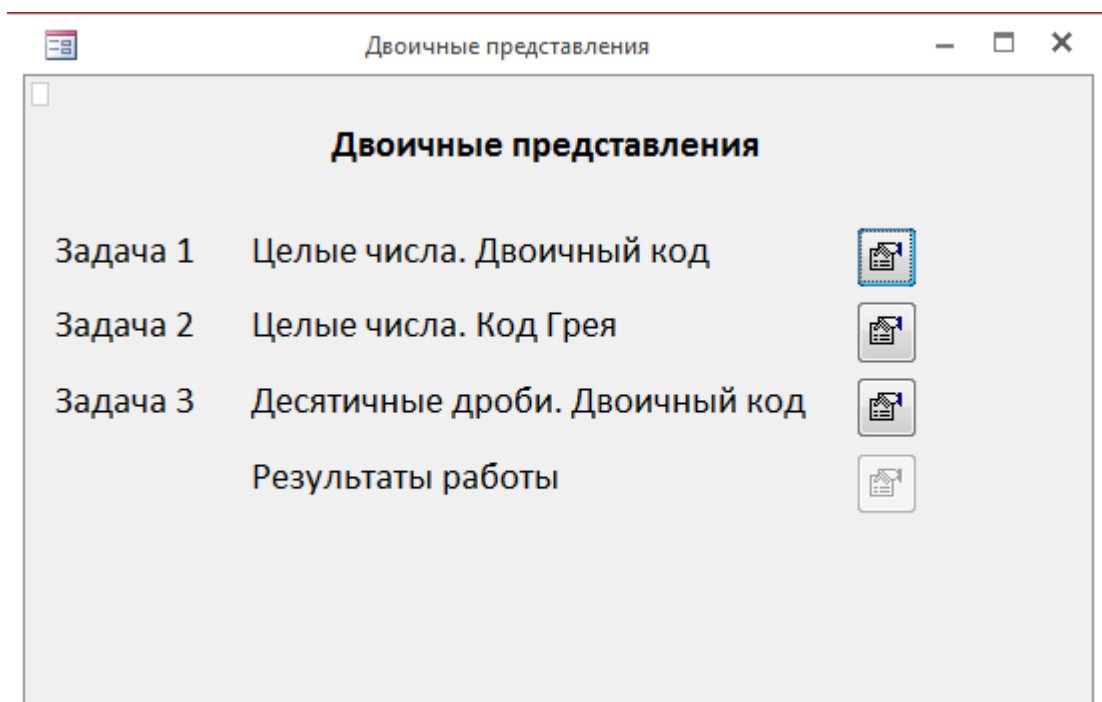 Двоичные представления
Двоичные представления
Задача 1 Целые числа. Двоичный код
Задача 2 Целые числа. Код Грея
Задача 3 Десятичные дроби. Двоичный код
Результаты работы